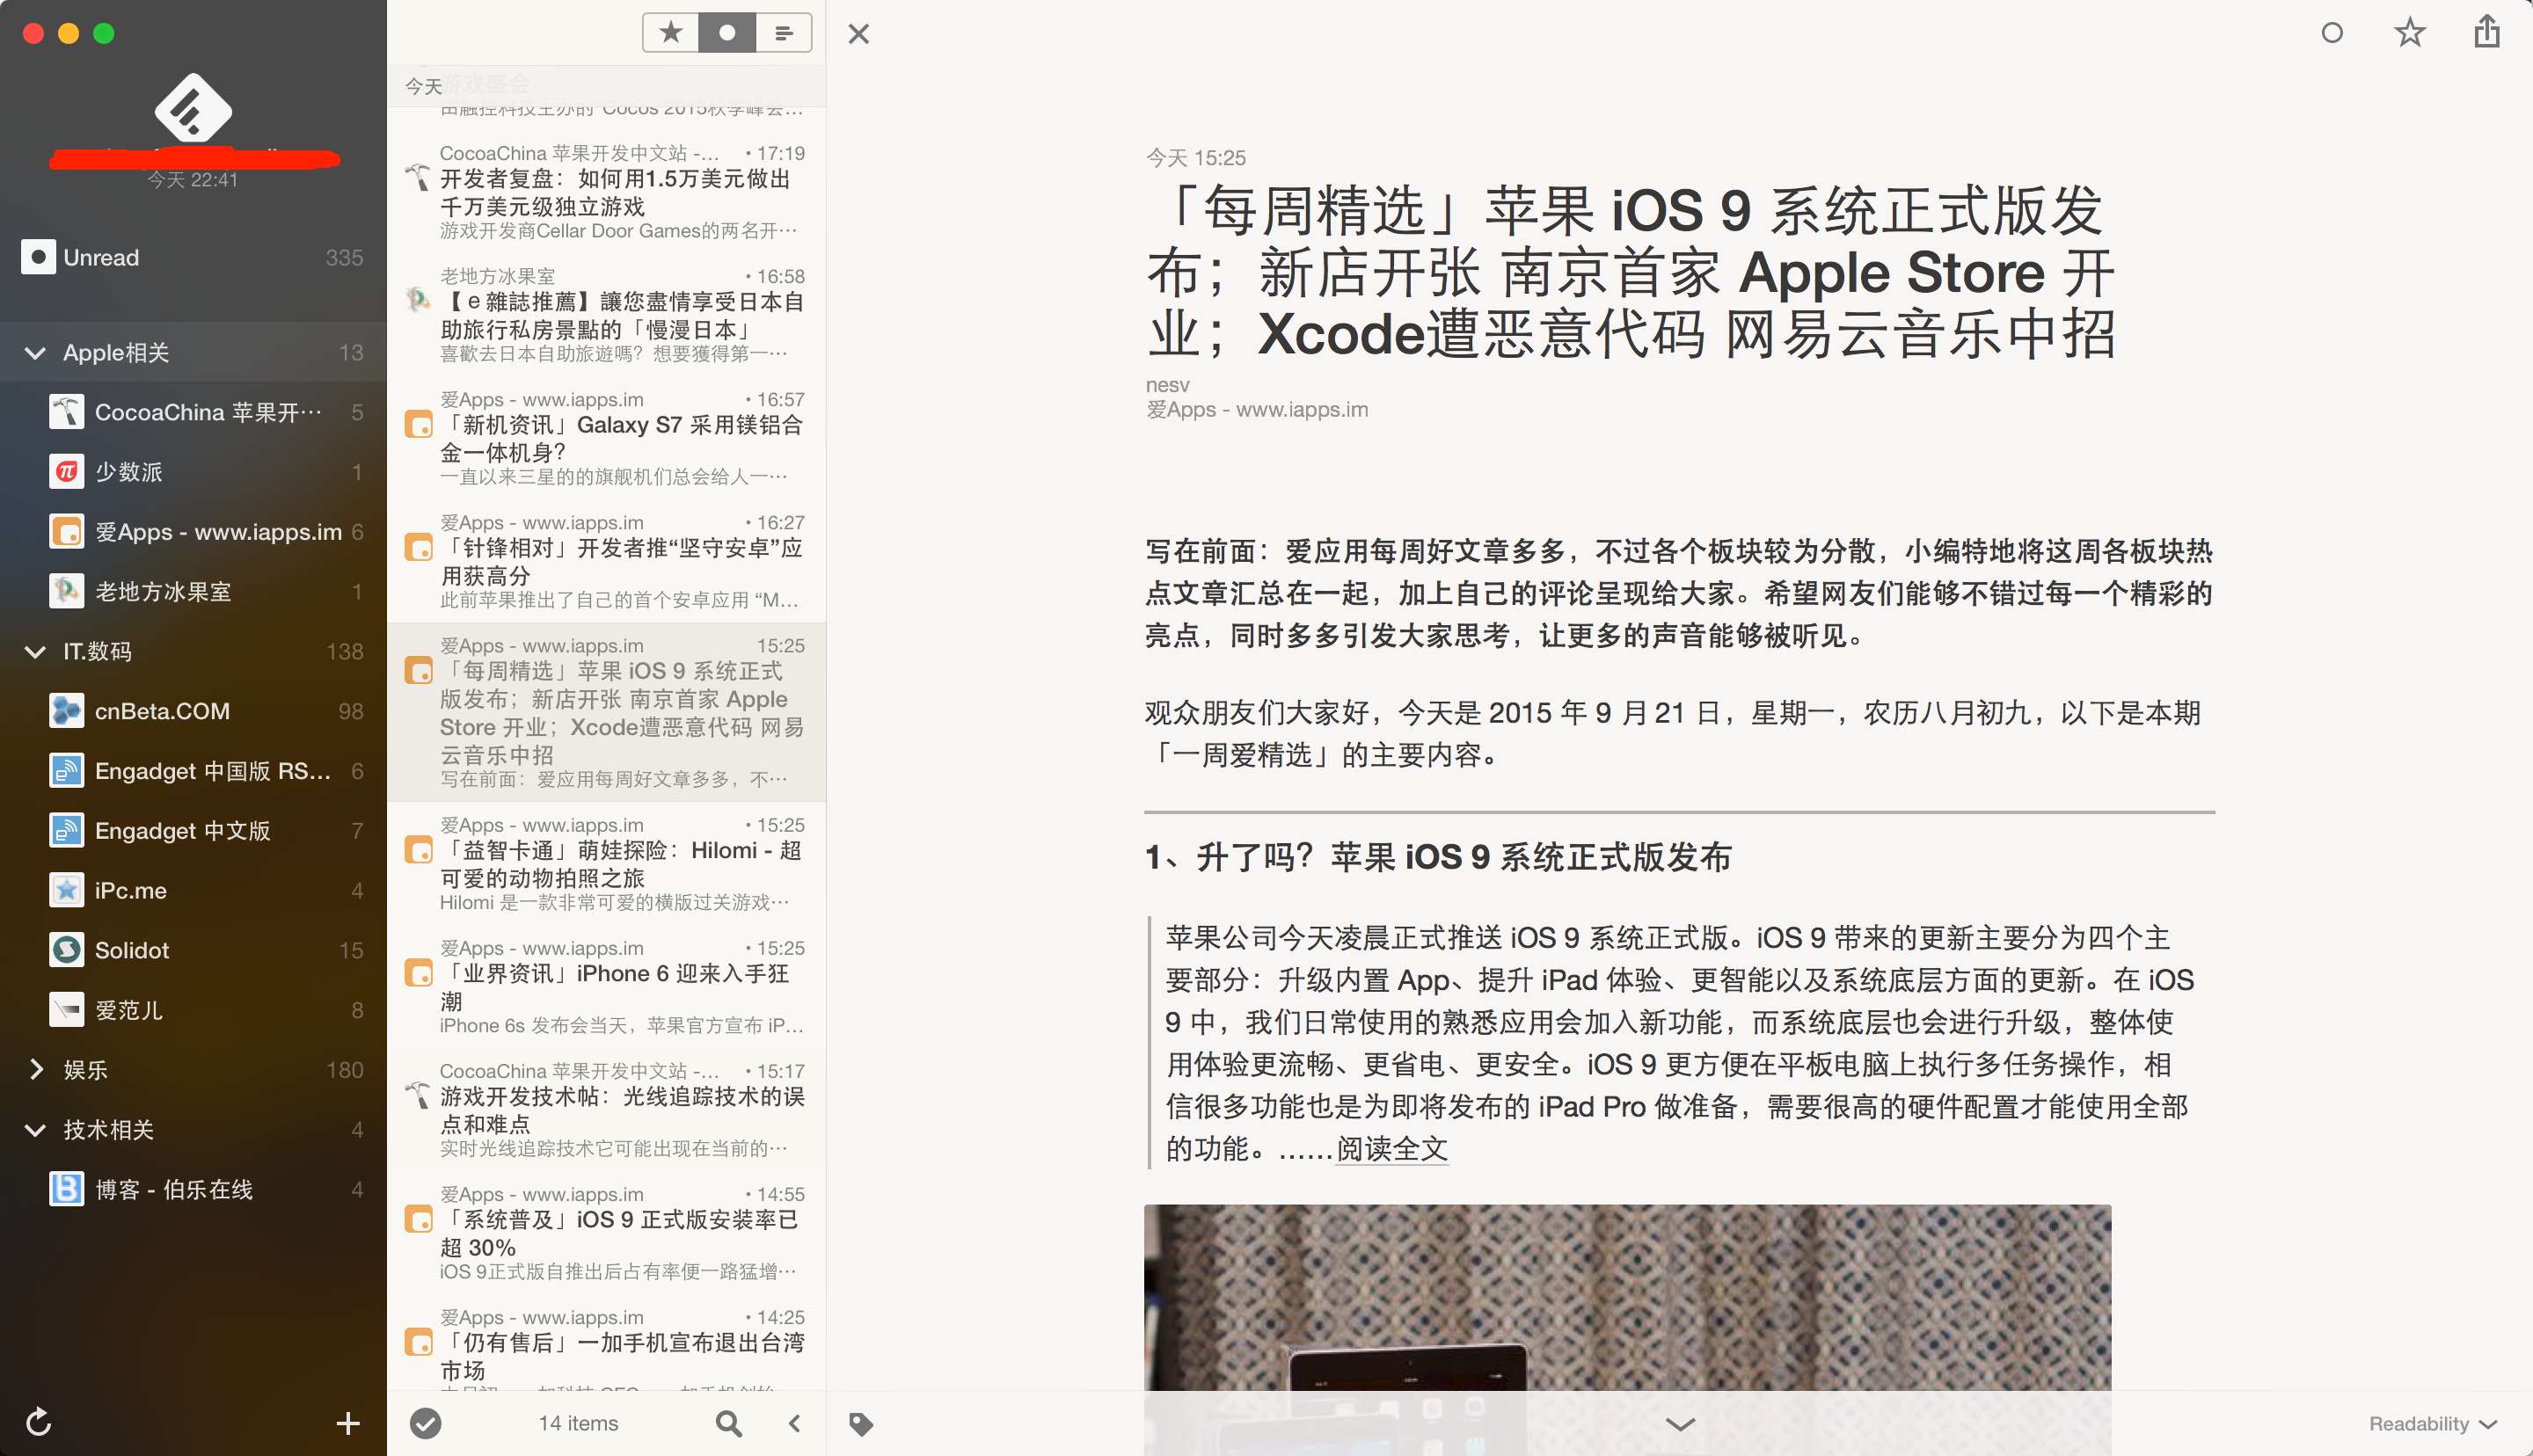 今天 22:41
Unread 335
Apple相关 13
CocoaChina 苹果开… 5
少数派 1
爱Apps - www.iapps.im 6
老地方冰果室 1
IT.数码 138
cnBeta.COM 98
Engadget 中国版 RS... 6
Engadget 中文版 7
iPc.me 4
Solidot 15
爱范儿 8
娱乐 180
技术相关 4
博客 - 伯乐在线 4
游戏盛会
今天
由触控科技主办的 Cocos 2015秋季峰会...
CocoaChina 苹果开发中文站 -... • 17:19
开发者复盘：如何用1.5万美元做出
千万美元级独立游戏
游戏开发商Cellar Door Games的两名开…
老地方冰果室 • 16:58
【ｅ雜誌推薦】讓您盡情享受日本自
助旅行私房景點的「慢漫日本」
喜歡去日本自助旅遊嗎？想要獲得第一…
爱Apps - www.iapps.im • 16:57
「新机资讯」Galaxy S7 采用镁铝合
金一体机身？
一直以来三星的的旗舰机们总会给人一…
爱Apps - www.iapps.im • 16:27
「针锋相对」开发者推“坚守安卓”应
用获高分
此前苹果推出了自己的首个安卓应用 “M...
爱Apps - www.iapps.im 15:25
「每周精选」苹果 iOS 9 系统正式
版发布；新店开张 南京首家 Apple
Store 开业；Xcode遭恶意代码 网易
云音乐中招
写在前面：爱应用每周好文章多多，不…
爱Apps - www.iapps.im • 15:25
「益智卡通」萌娃探险：Hilomi - 超
可爱的动物拍照之旅
Hilomi 是一款非常可爱的横版过关游戏…
爱Apps - www.iapps.im • 15:25
「业界资讯」iPhone 6 迎来入手狂
潮
iPhone 6s 发布会当天，苹果官方宣布 iP...
CocoaChina 苹果开发中文站 -... • 15:17
游戏开发技术帖：光线追踪技术的误
点和难点
实时光线追踪技术它可能出现在当前的…
爱Apps - www.iapps.im • 14:55
「系统普及」iOS 9 正式版安装率已
超 30%
iOS 9正式版自推出后占有率便一路猛增…
爱Apps - www.iapps.im • 14:25
「仍有售后」一加手机宣布退出台湾
市场
14 items
今天 15:25
「每周精选」苹果 iOS 9 系统正式版发
布；新店开张 南京首家 Apple Store 开
业；Xcode遭恶意代码 网易云音乐中招
nesv
爱Apps - www.iapps.im
写在前面：爱应用每周好文章多多，不过各个板块较为分散，小编特地将这周各板块热
点文章汇总在一起，加上自己的评论呈现给大家。希望网友们能够不错过每一个精彩的
亮点，同时多多引发大家思考，让更多的声音能够被听见。
观众朋友们大家好，今天是 2015 年 9 月 21 日，星期一，农历八月初九，以下是本期
「一周爱精选」的主要内容。
1、升了吗？苹果 iOS 9 系统正式版发布
苹果公司今天凌晨正式推送 iOS 9 系统正式版。iOS 9 带来的更新主要分为四个主
要部分：升级内置 App、提升 iPad 体验、更智能以及系统底层方面的更新。在 iOS
9 中，我们日常使用的熟悉应用会加入新功能，而系统底层也会进行升级，整体使
用体验更流畅、更省电、更安全。iOS 9 更方便在平板电脑上执行多任务操作，相
信很多功能也是为即将发布的 iPad Pro 做准备，需要很高的硬件配置才能使用全部
的功能。……阅读全文
Readability